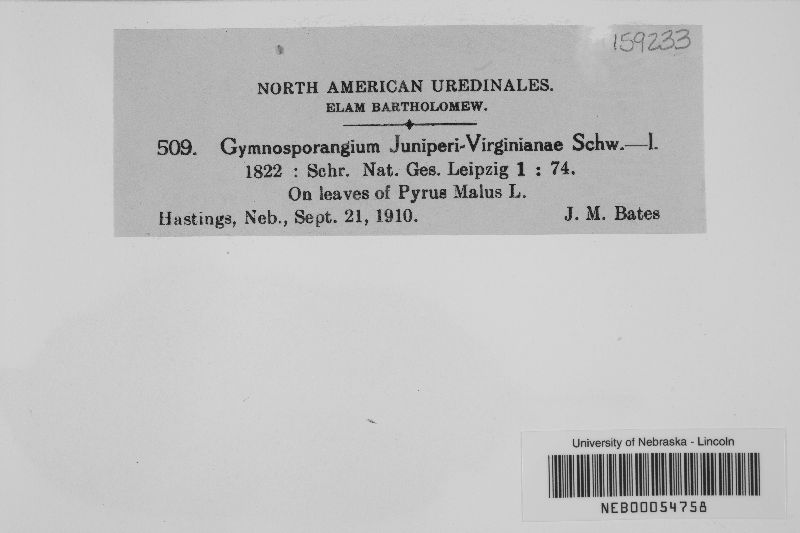 159233
NORTH AMERICAN UREDINALES.
ELAM BARTHOLOMEW.
509. Gymnosporangium Juniperi-Virginianae Schw.—I.
1822 : Schr. Nat. Ges. Leipzig 1 : 74.
On leaves of Pyrus Malus L.
Hastings, Neb., Sept. 21, 1910. J. M. Bates
University of Nebraska - Lincoln
NEB00054758